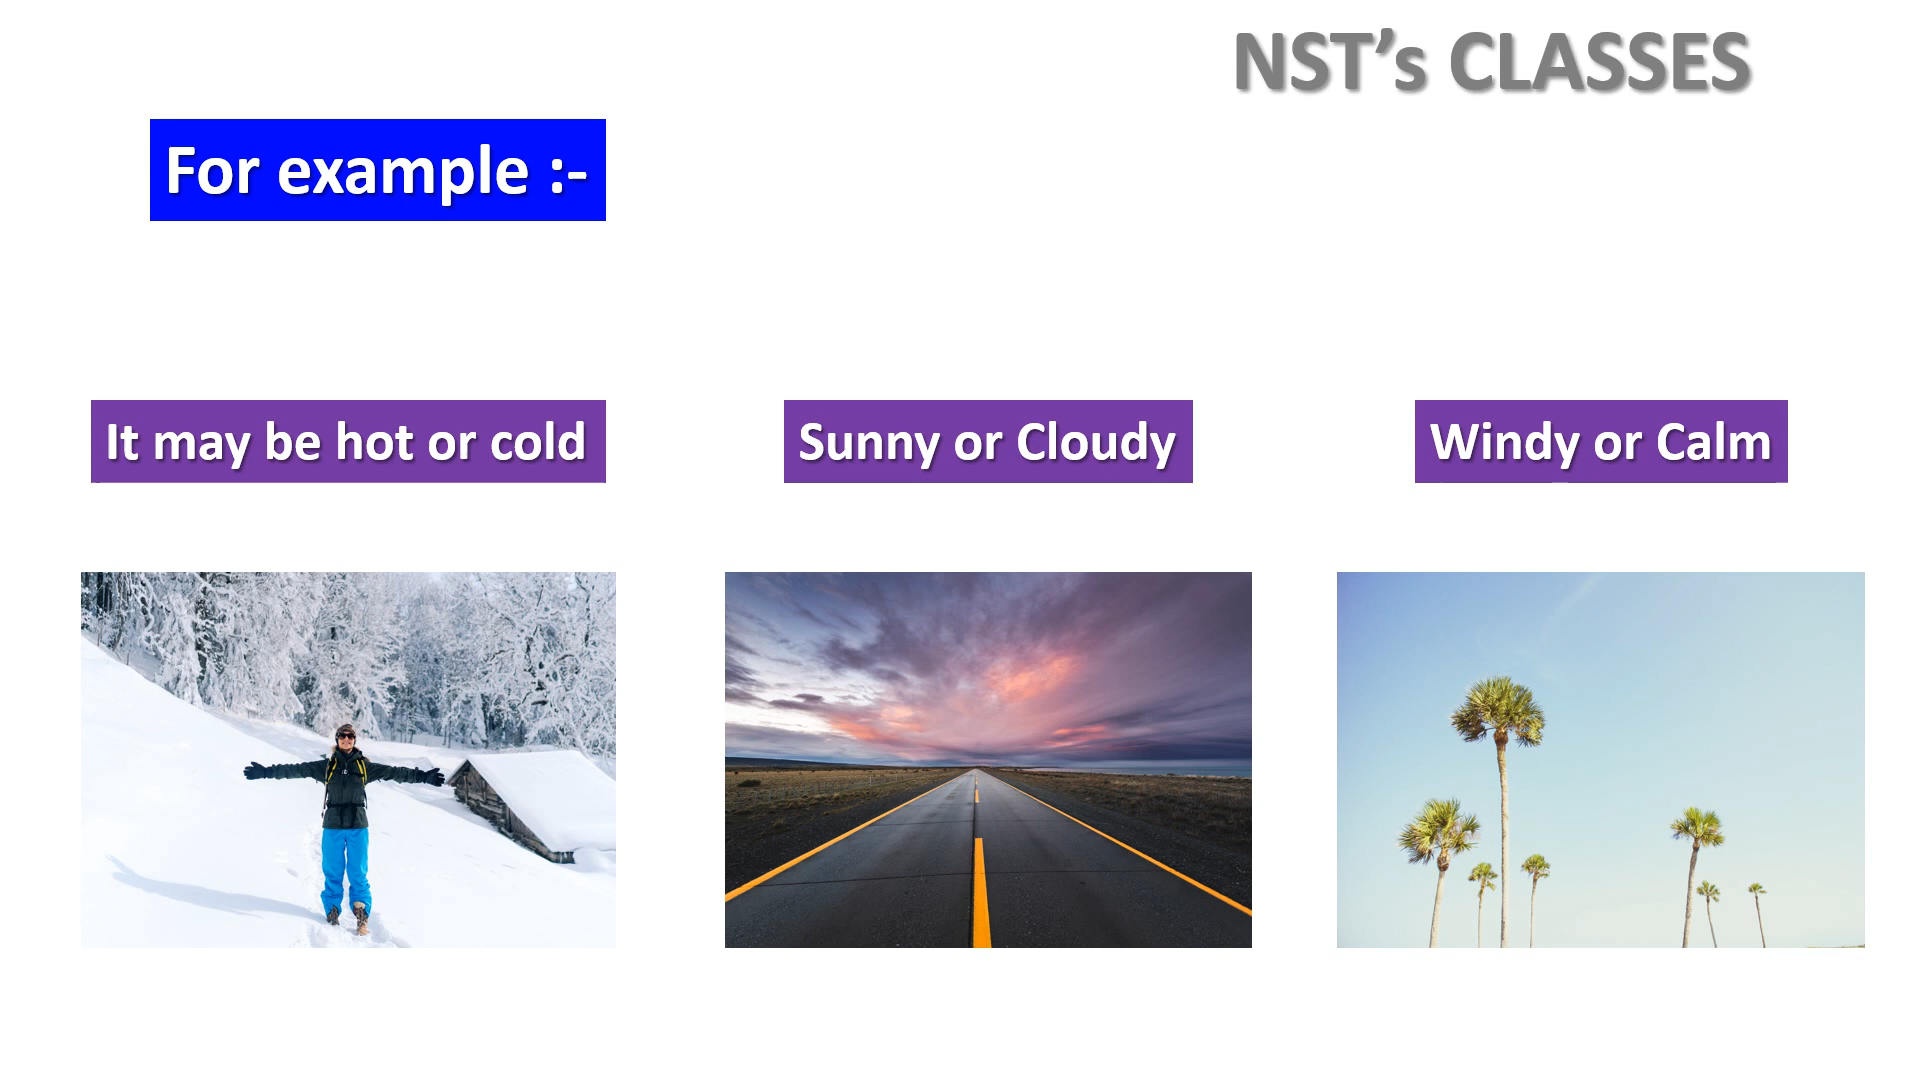 NST’s CLASSES
For example :-
It may be hot or cold
Sunny or Cloudy
Windy or Calm